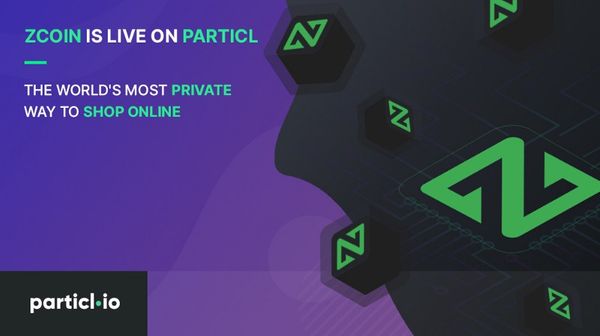 ZCOIN IS LIVE ON PARTICL
THE WORLD'S MOST PRIVATE
WAY TO SHOP ONLINE
particl.io